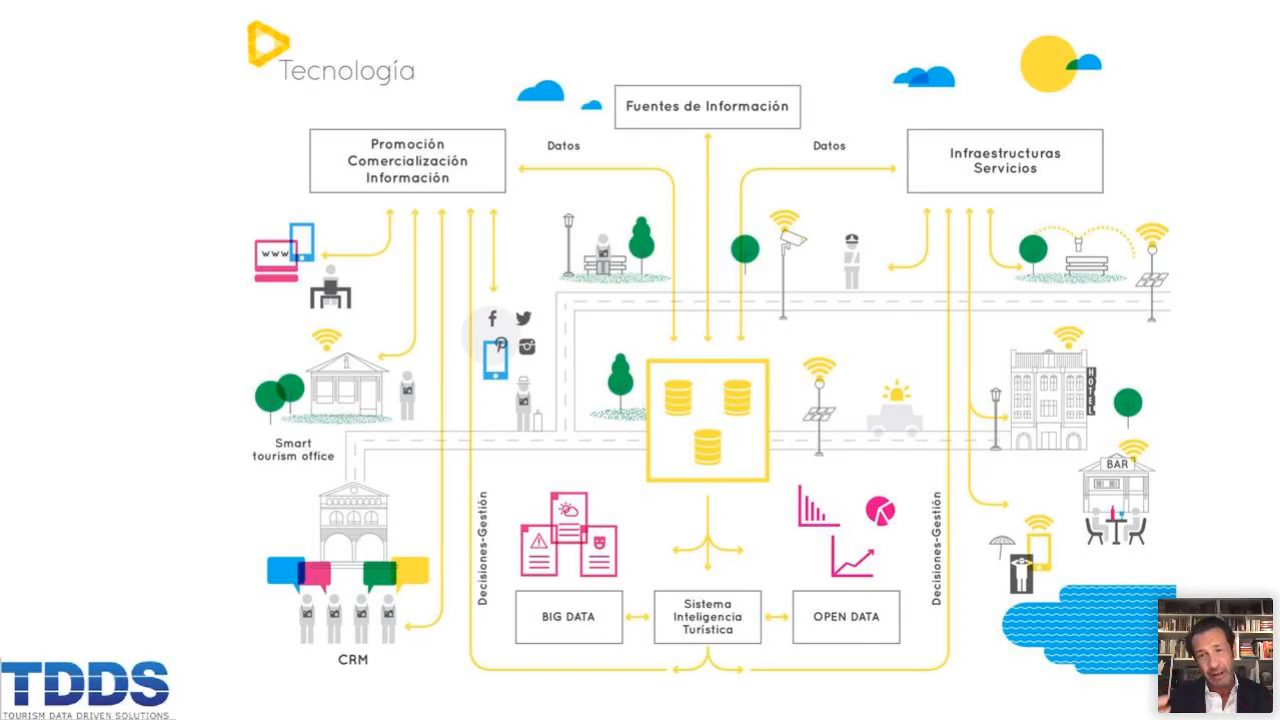 Tecnología
Fuentes de Información
Promoción
Comercialización
Información
Datos
Datos
Infraestructuras
Servicios
www
Smart
tourism office
HOTEL
BAR
Decisiones-Gestión
Decisiones-Gestión
BIG DATA
Sistema
Inteligencia
Turística
OPEN DATA
CRM
TDDS
TOURISM DATA DRIVEN SOLUTIONS